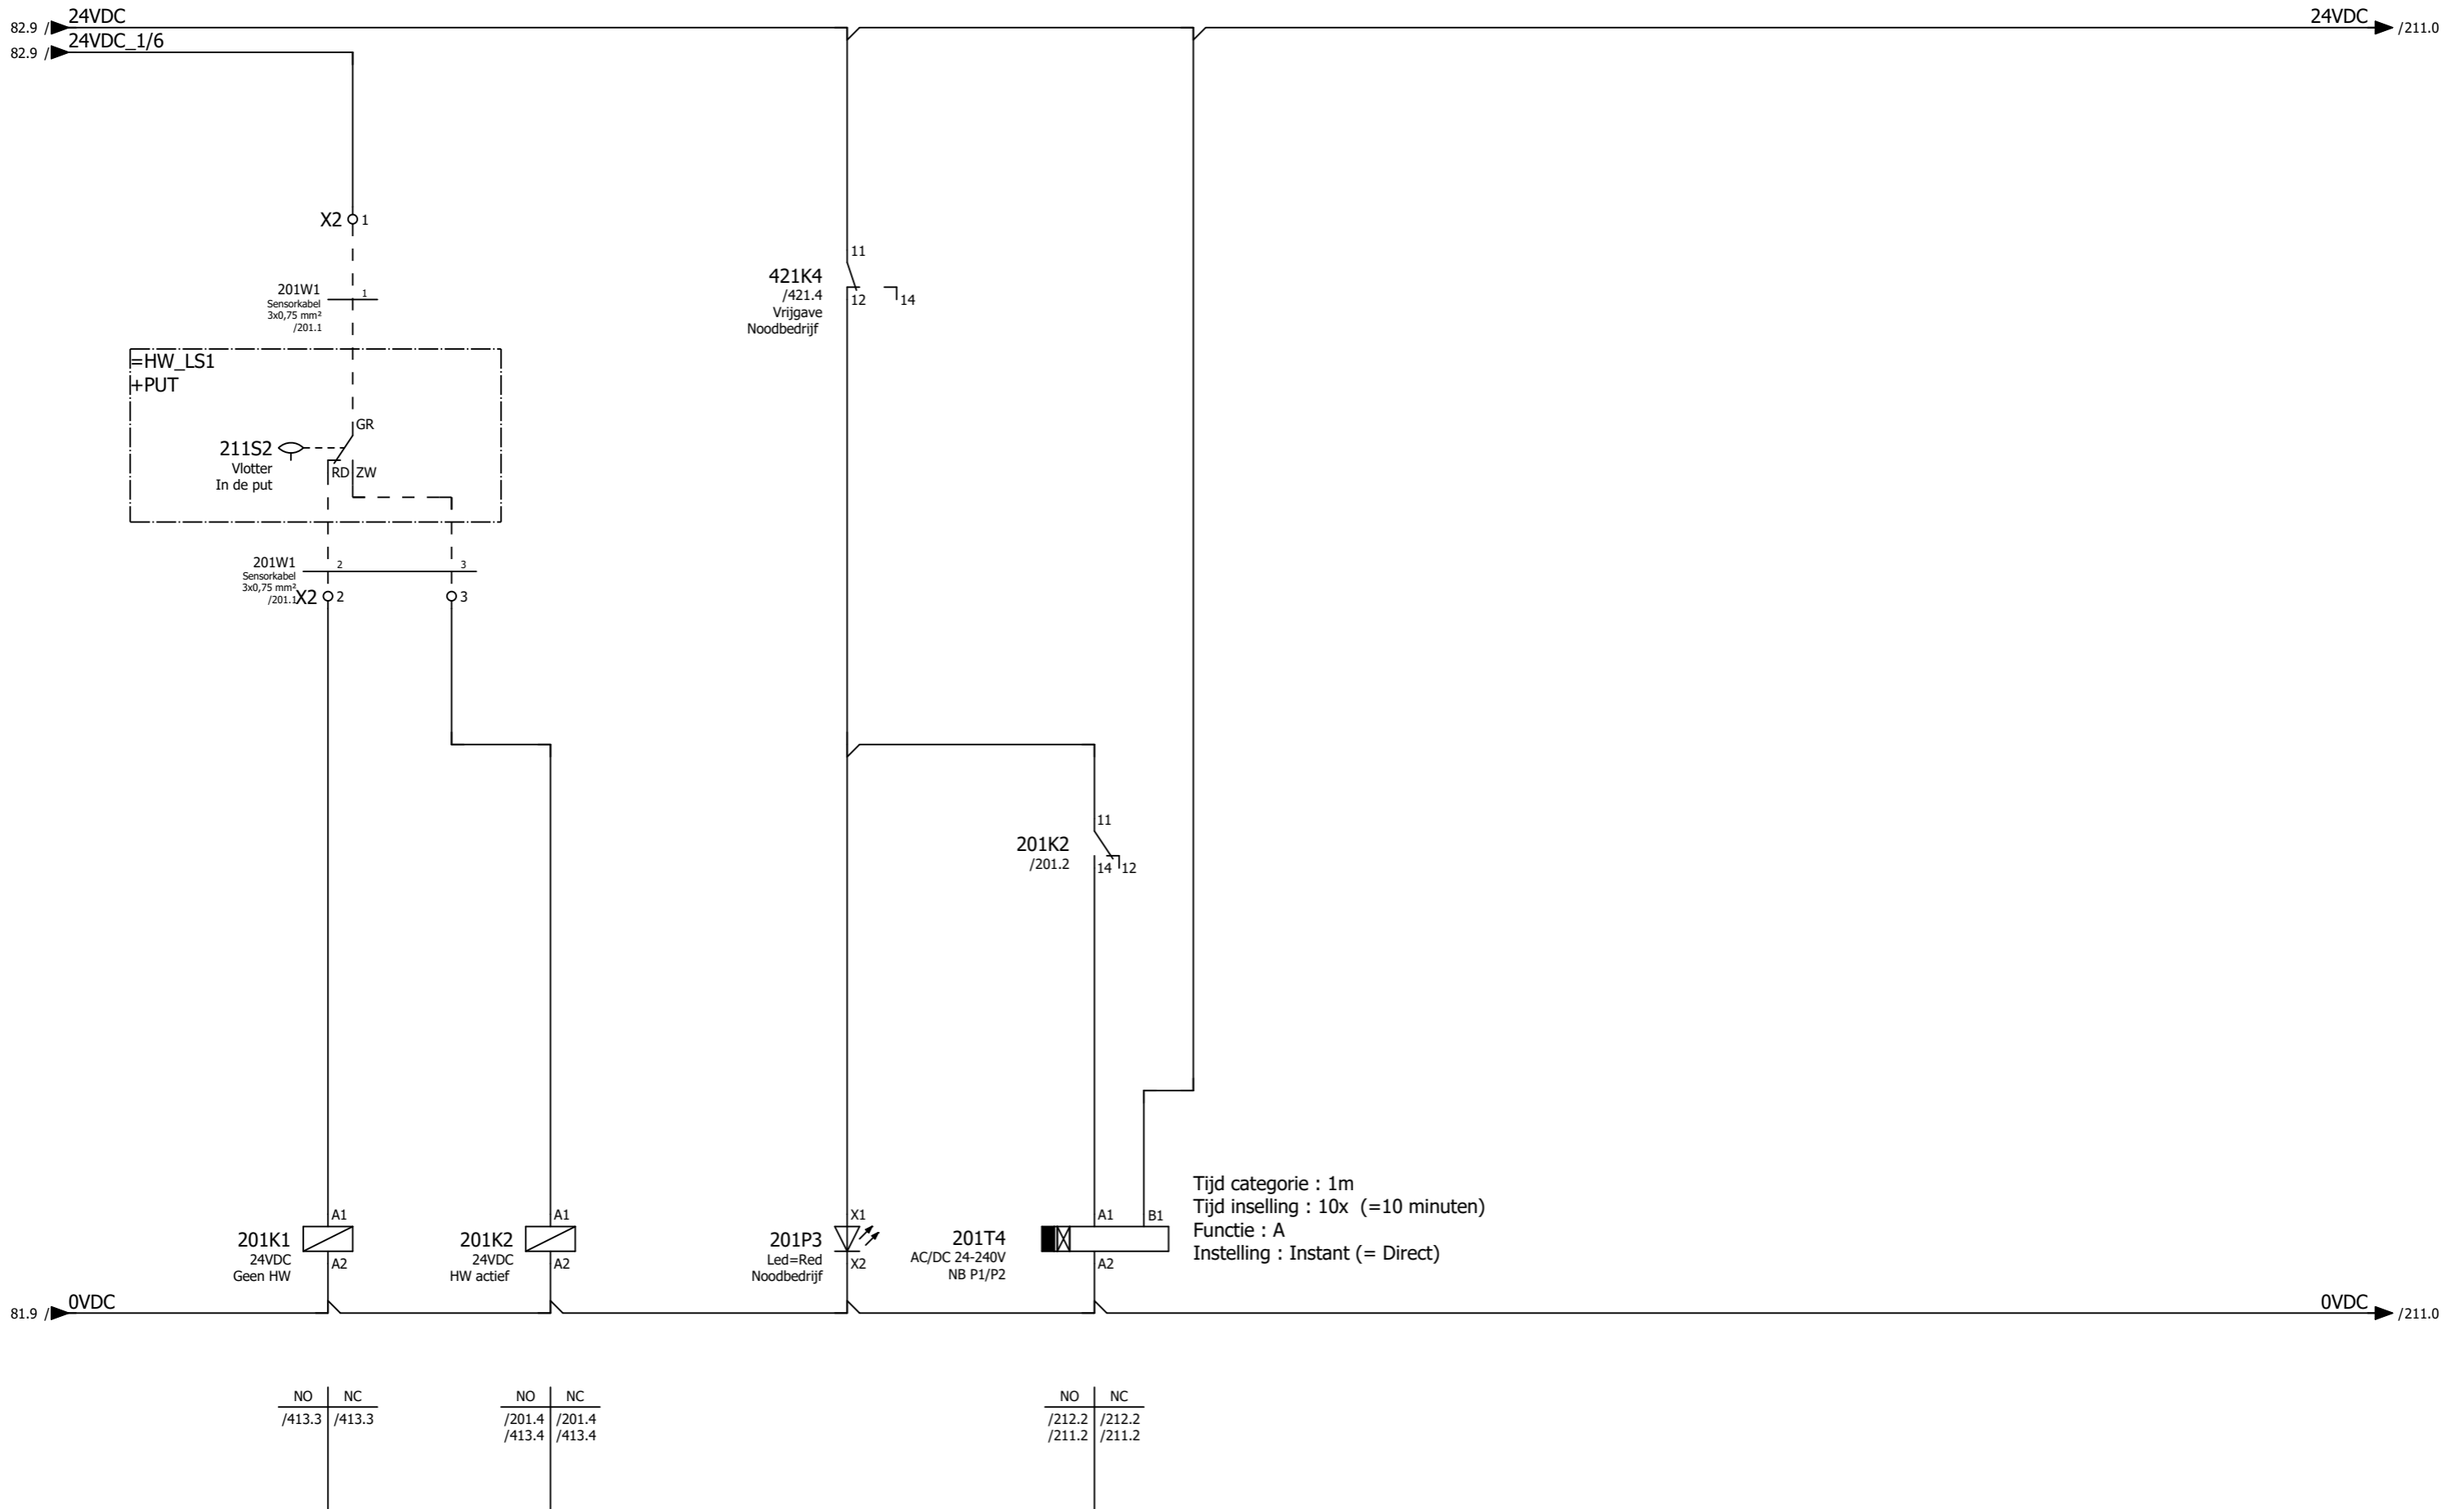 24VDC
82.9 /
24VDC
/211.0
24VDC_1/6
82.9 /
X2 1
201W1 1
Sensorkabel
3x0,75 mm²
/201.1
=HW_LS1
+PUT
GR
211S2
Vlotter
In de put
RD ZW
201W1 2 3
Sensorkabel
3x0,75 mm²
/201.1
X2 2 3
11
421K4
/421.4
12 14
Vrijgave
Noodbedrijf
11
201K2
/201.2
14 12
A1
201K1
24VDC
Geen HW
A2
A1
201K2
24VDC
HW actief
A2
X1
201P3
Led=Red
Noodbedrijf
X2
A1 B1
201T4
AC/DC 24-240V
NB P1/P2
A2
Tijd categorie : 1m
Tijd inselling : 10x (=10 minuten)
Functie : A
Instelling : Instant (= Direct)
0VDC
81.9 /
0VDC
/211.0
NO NC
/413.3 /413.3
NO NC
/201.4 /201.4
/413.4 /413.4
NO NC
/212.2 /212.2
/211.2 /211.2